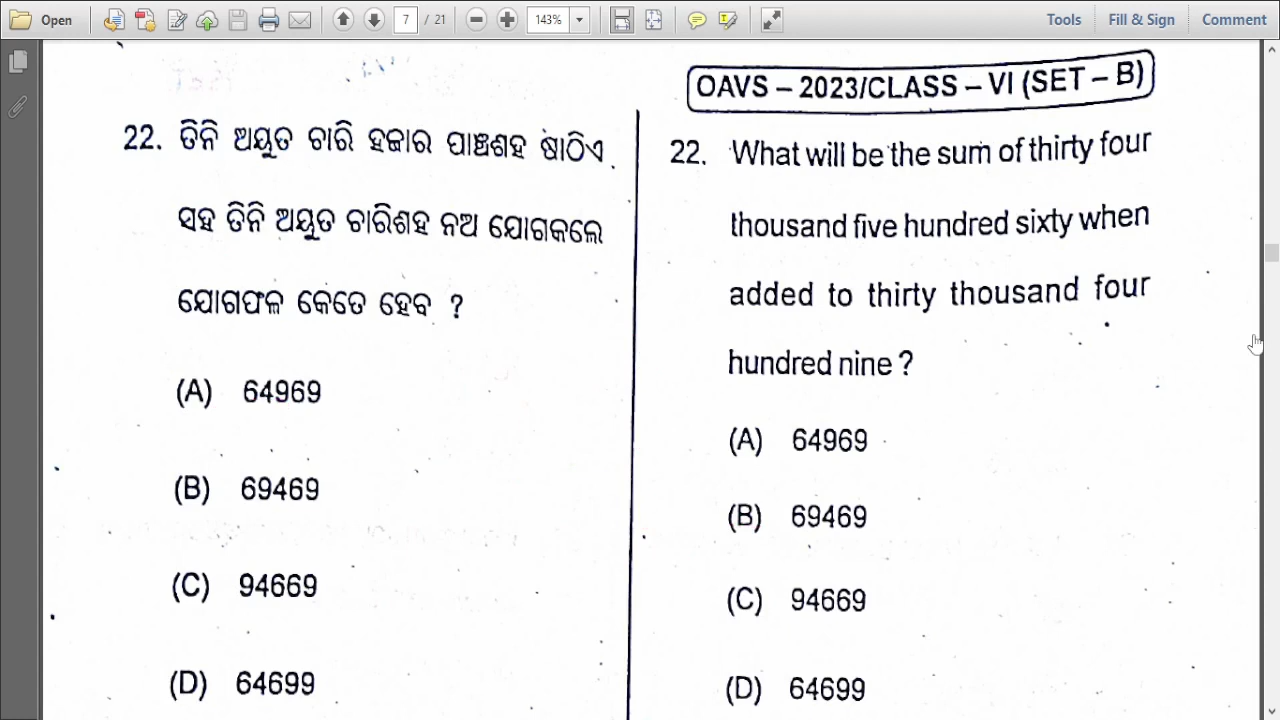 Open
7 / 21
143%
Tools
Fill & Sign
Comment
OAVS – 2023/CLASS – VI (SET – B)
22. ତିନି ଅୟୁତ ଚାରି ହଜାର ପାଞ୍ଚଶହ ଷାଠିଏ
ସହ ତିନି ଅୟୁତ ଚାରିଶହ ନଅ ଯୋଗକଲେ
ଯୋଗଫଳ କେତେ ହେବ ?
(A) 64969
(B) 69469
(C) 94669
(D) 64699
22. What will be the sum of thirty four
thousand five hundred sixty when
added to thirty thousand four
hundred nine ?
(A) 64969
(B) 69469
(C) 94669
(D) 64699